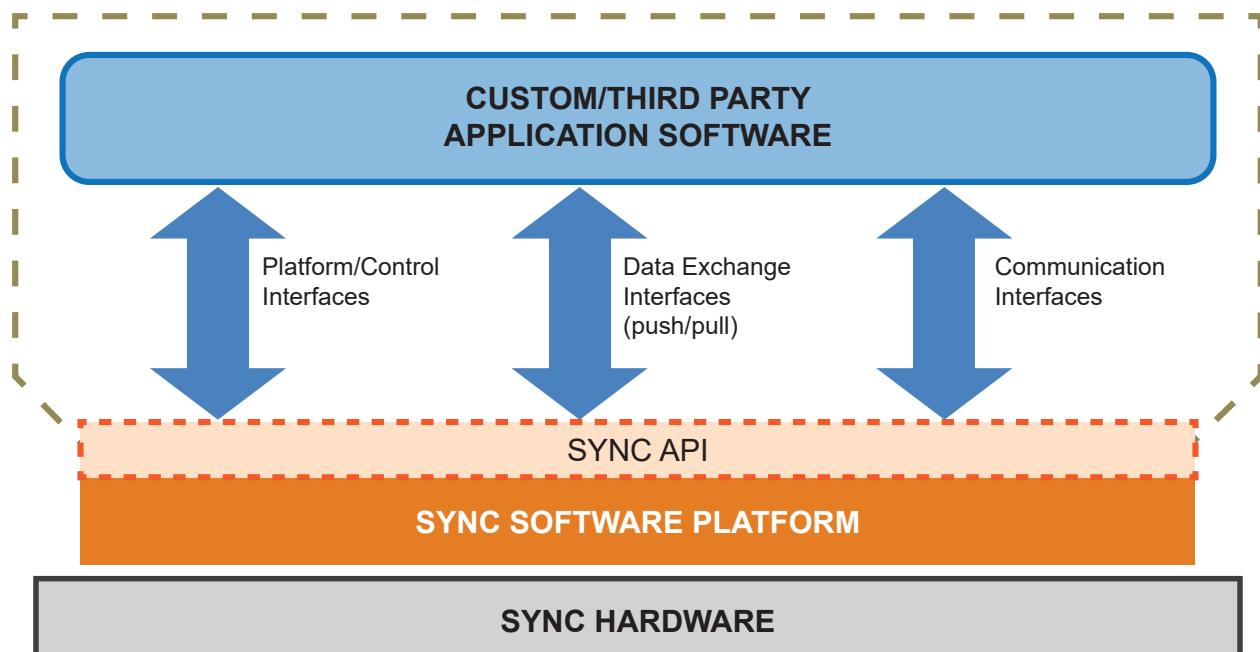 CUSTOM/THIRD PARTY
APPLICATION SOFTWARE
Platform/Control
Interfaces
Data Exchange
Interfaces
(push/pull)
Communication
Interfaces
SYNC API
SYNC SOFTWARE PLATFORM
SYNC HARDWARE